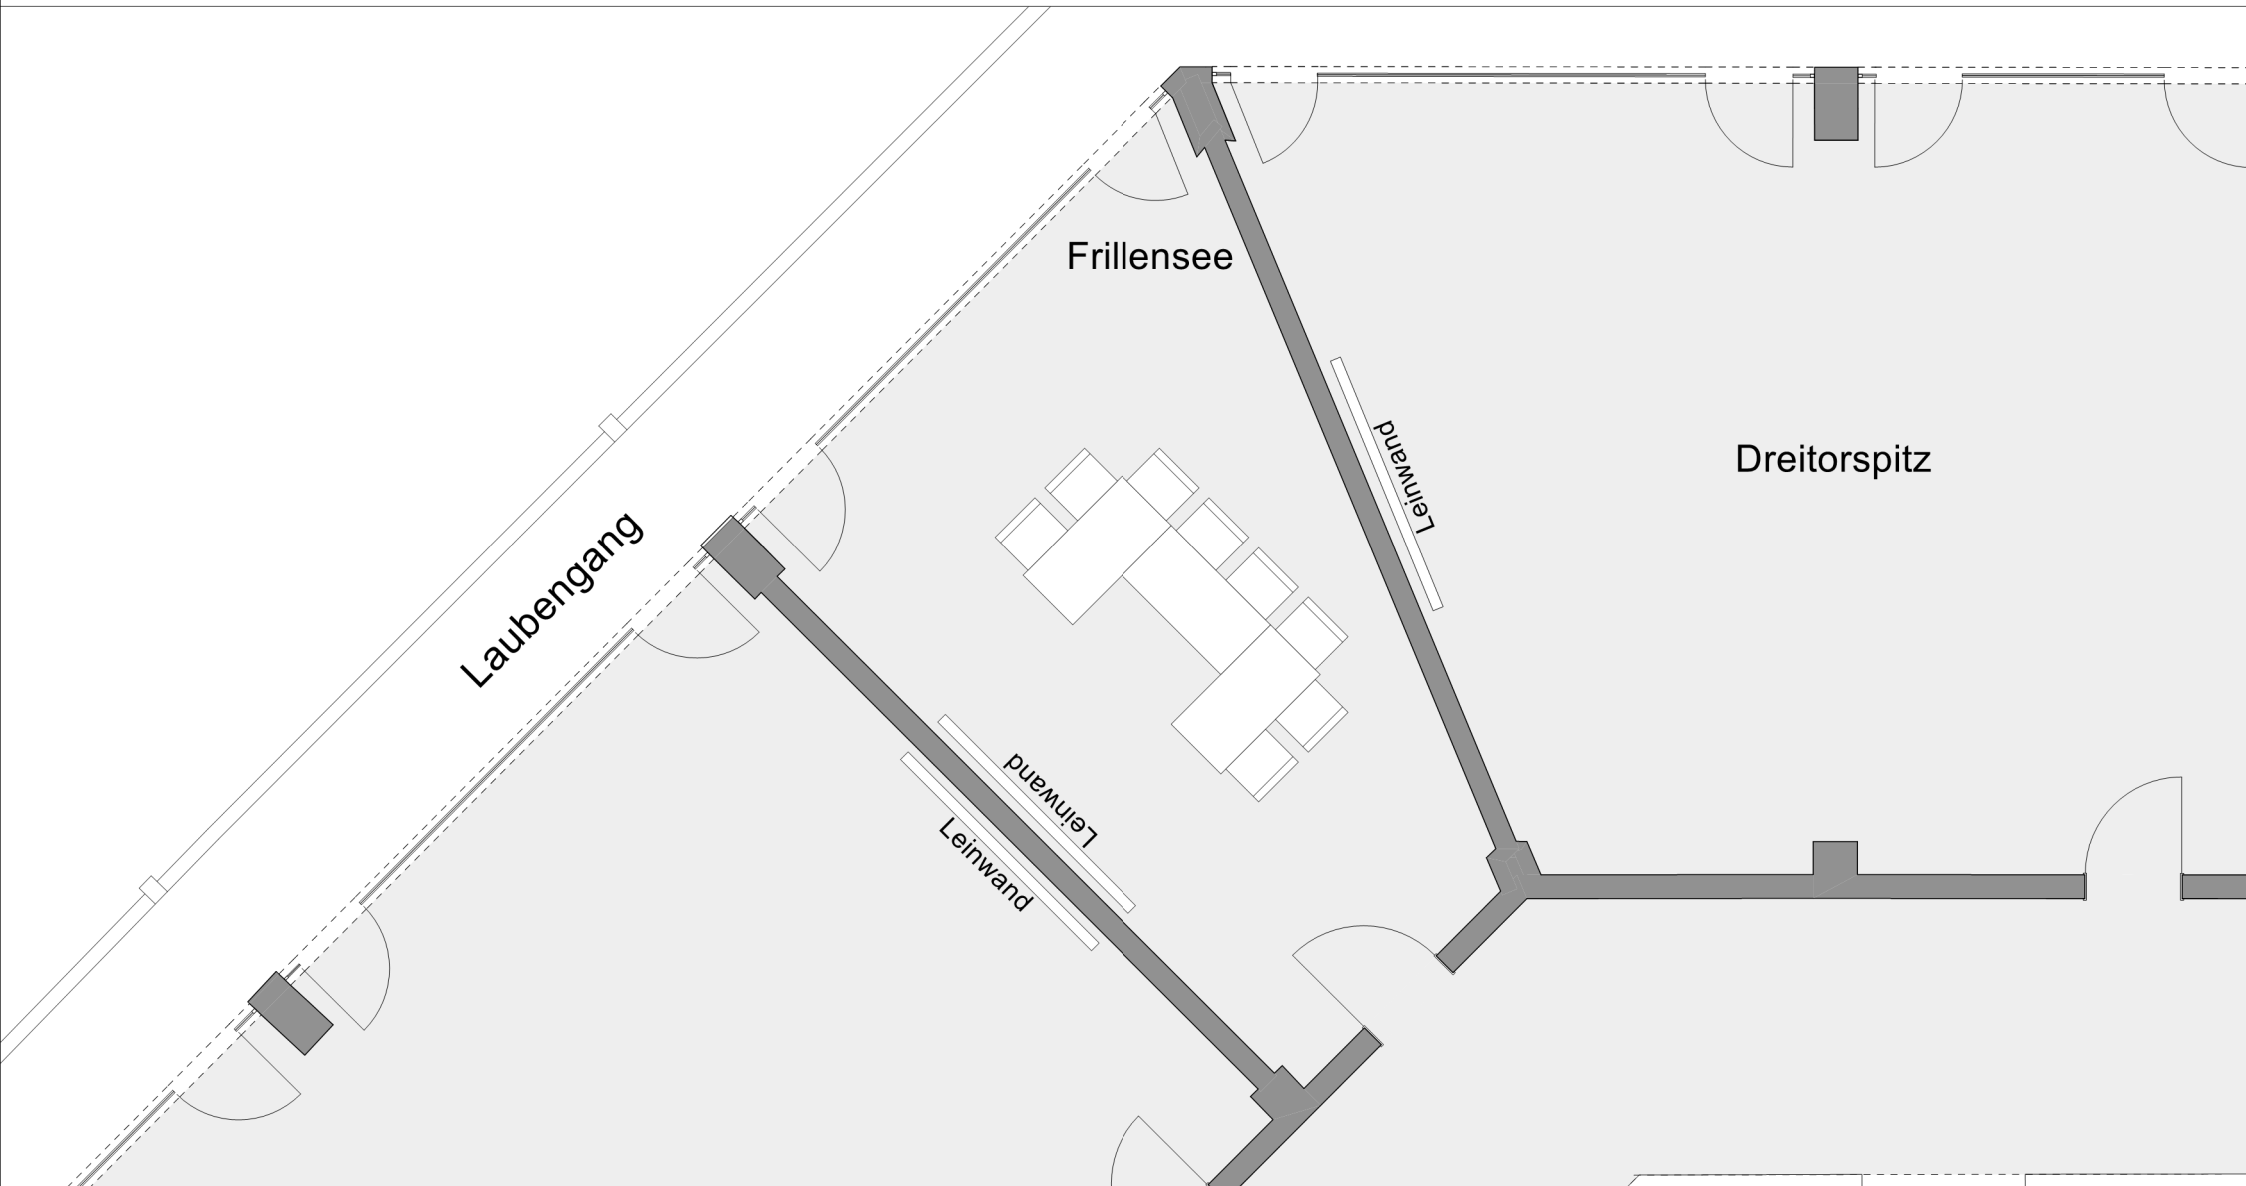 Frillensee
Leinwand
Dreitorspitz
Laubengang
Leinwand
Leinwand